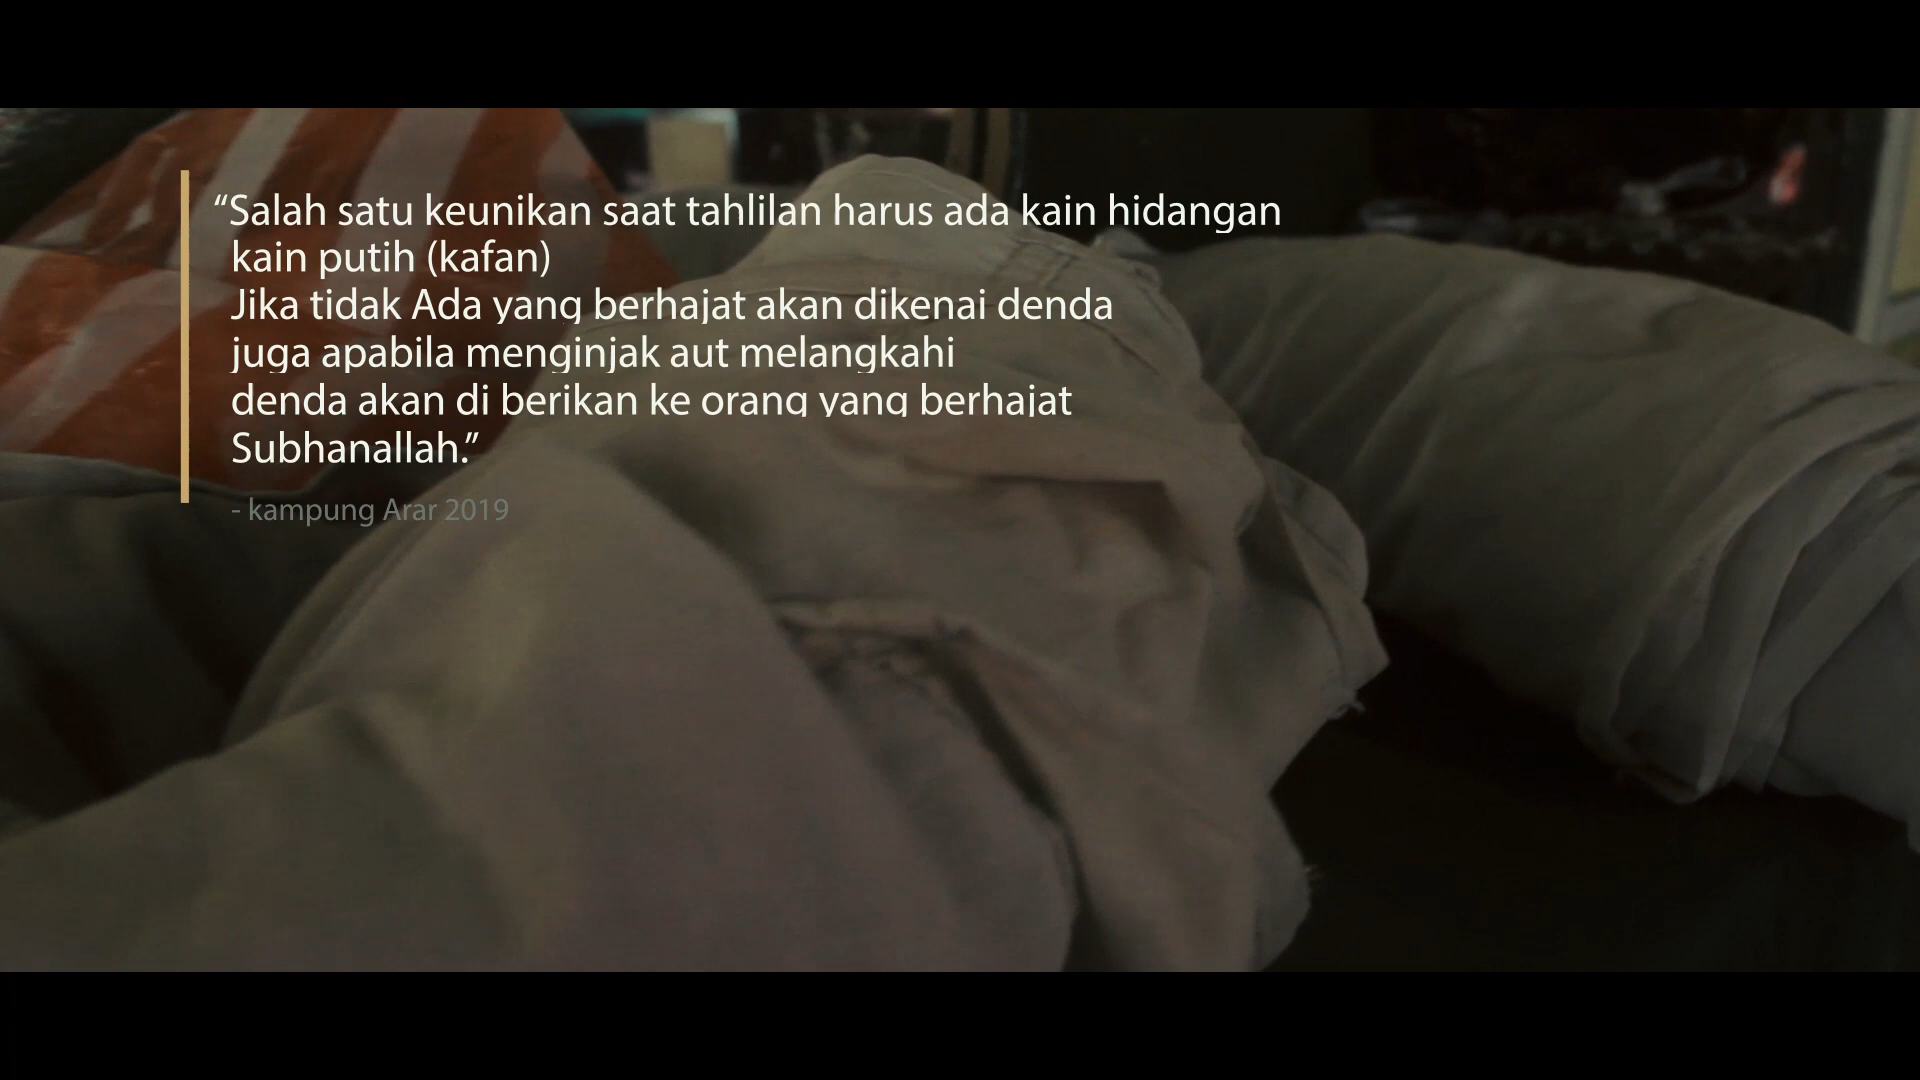 “Salah satu keunikan saat tahlilan harus ada kain hidangan
kain putih (kafan)
Jika tidak Ada yang berhajat akan dikenai denda
juga apabila menginjak aut melangkahi
denda akan di berikan ke orang yang berhajat
Subhanallah.”
- kampung Arar 2019